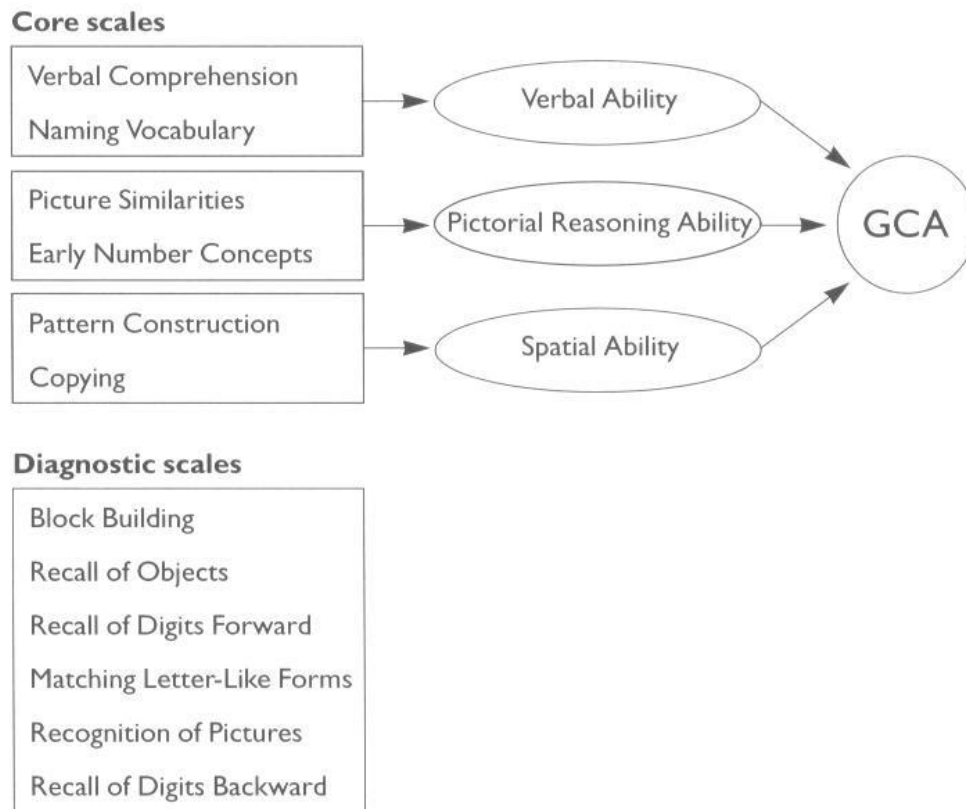 Core scales
Verbal Comprehension
Naming Vocabulary
Verbal Ability
Picture Similarities
Early Number Concepts
Pictorial Reasoning Ability
Pattern Construction
Copying
Spatial Ability
GCA
Diagnostic scales
Block Building
Recall of Objects
Recall of Digits Forward
Matching Letter-Like Forms
Recognition of Pictures
Recall of Digits Backward